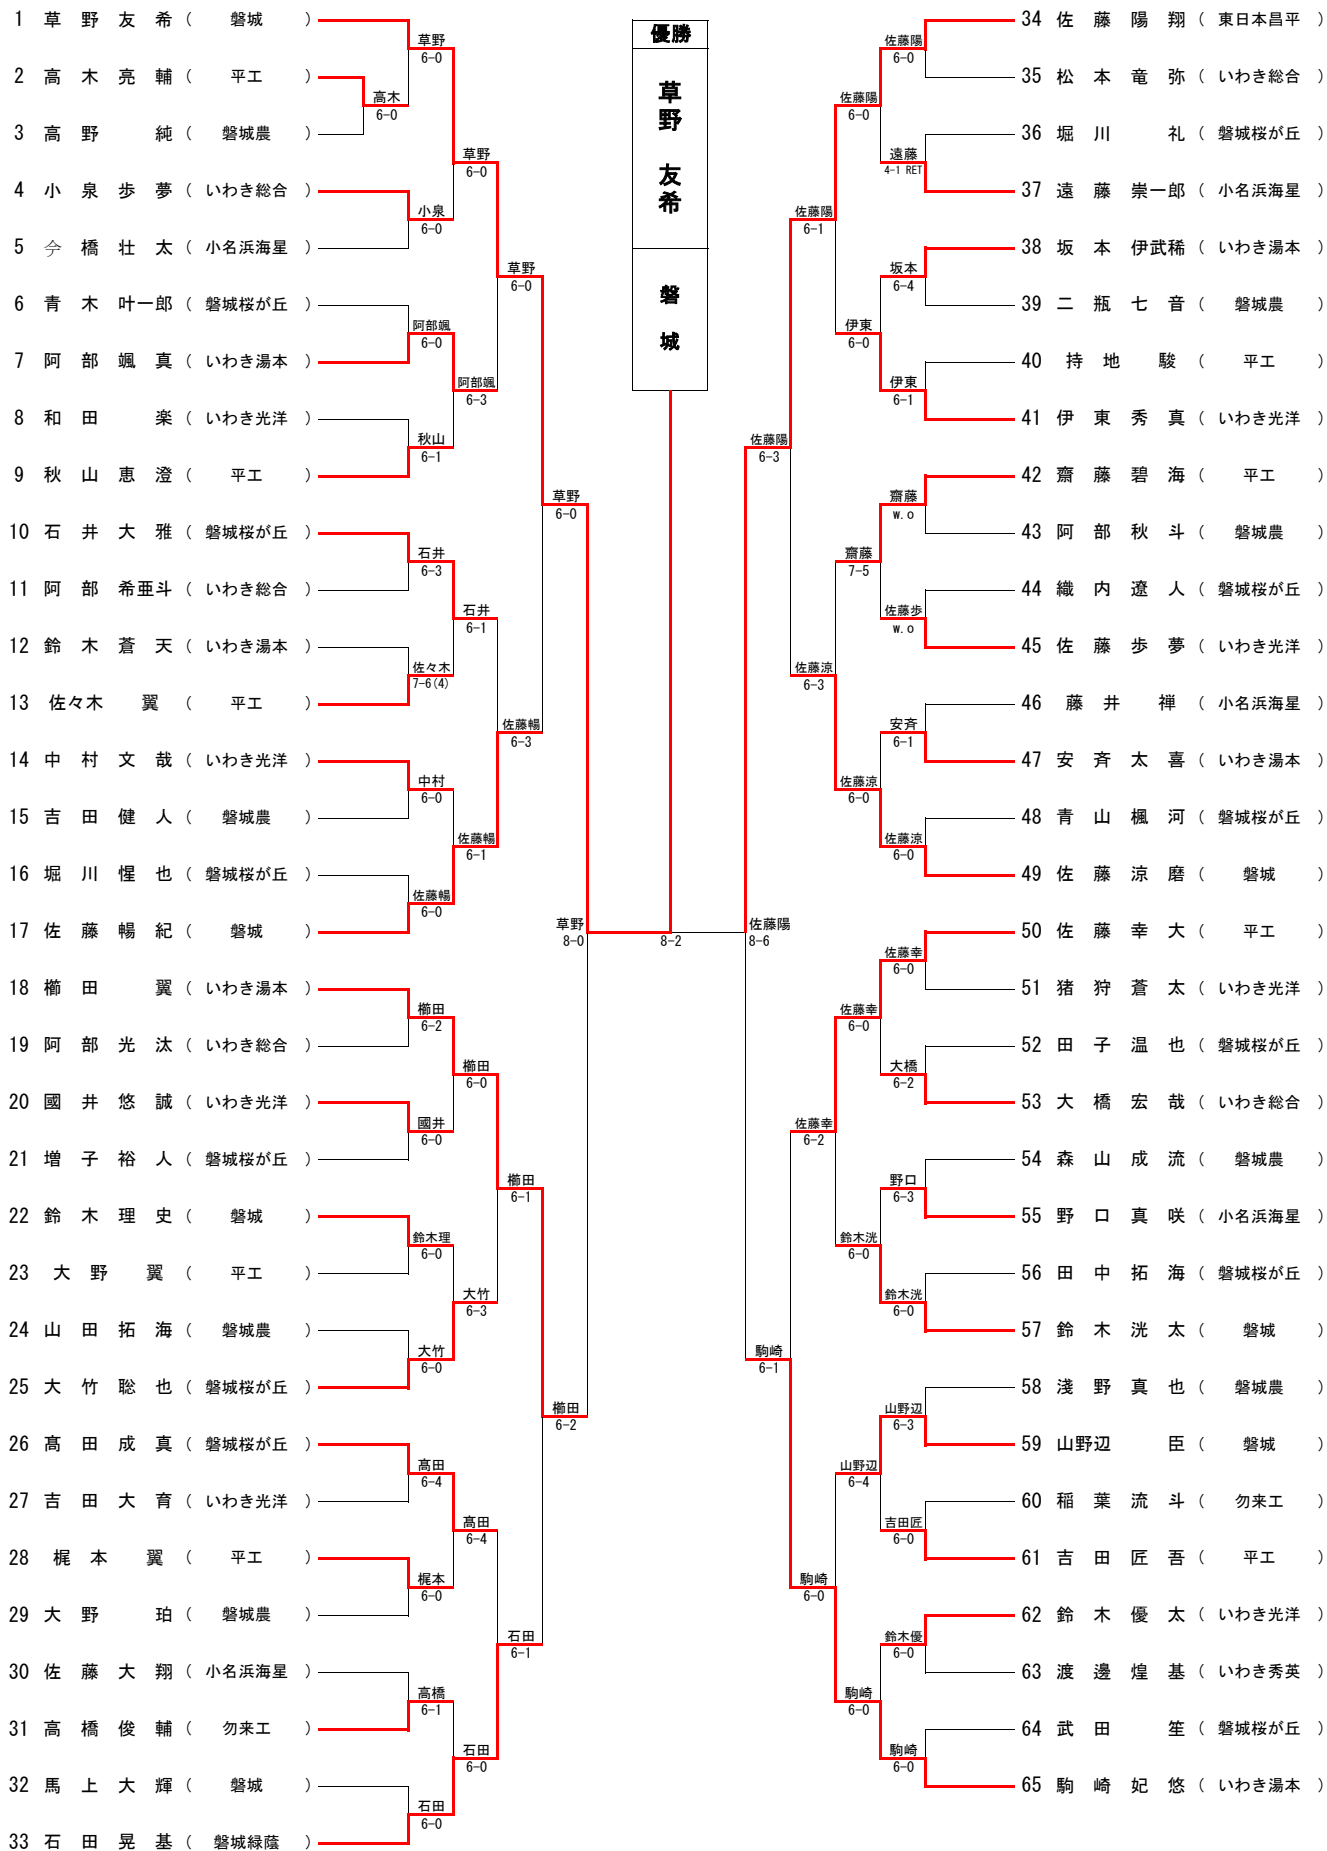 優勝
草野 友希
磐城
1 草野友希 (磐城)
2 高木亮輔 (平工)
3 高野 純 (磐城農)
4 小泉歩夢 (いわき総合)
5 今橋壮太 (小名浜海星)
6 青木叶一郎 (磐城桜が丘)
7 阿部颯真 (いわき湯本)
8 和田 楽 (いわき光洋)
9 秋山恵澄 (平工)
10 石井大雅 (磐城桜が丘)
11 阿部希亜斗 (いわき総合)
12 鈴木蒼天 (いわき湯本)
13 佐々木 翼 (平工)
14 中村文哉 (いわき光洋)
15 吉田健人 (磐城農)
16 堀川惺也 (磐城桜が丘)
17 佐藤暢紀 (磐城)
18 櫛田 翼 (いわき湯本)
19 阿部光汰 (いわき総合)
20 國井悠誠 (いわき光洋)
21 増子裕人 (磐城桜が丘)
22 鈴木理史 (磐城)
23 大野翼 (平工)
24 山田拓海 (磐城農)
25 大竹聡也 (磐城桜が丘)
26 髙田成真 (磐城桜が丘)
27 吉田大育 (いわき光洋)
28 梶本翼 (平工)
29 大野 珀 (磐城農)
30 佐藤大翔 (小名浜海星)
31 高橋俊輔 (勿来工)
32 馬上大輝 (磐城)
33 石田晃基 (磐城緑蔭)
草野
6-0
高木
6-0
小泉
6-0
阿部颯
6-0
秋山
6-1
石井
6-3
佐々木
7-6(4)
中村
6-0
佐藤暢
6-0
櫛田
6-2
國井
6-0
鈴木理
6-0
大竹
6-0
髙田
6-4
梶本
6-0
高橋
6-1
石田
6-0
草野
6-0
阿部颯
6-3
石井
6-1
佐藤暢
6-1
櫛田
6-0
大竹
6-3
髙田
6-4
石田
6-0
草野
6-0
佐藤暢
6-3
櫛田
6-1
石田
6-1
草野
6-0
櫛田
6-2
草野
8-0
8-2
佐藤陽
8-6
佐藤陽
6-3
駒崎
6-1
佐藤陽
6-1
佐藤涼
6-3
佐藤幸
6-2
駒崎
6-0
佐藤陽
6-0
伊東
6-0
齋藤
7-5
佐藤涼
6-0
佐藤幸
6-0
鈴木洸
6-0
山野辺
6-4
駒崎
6-0
佐藤陽
6-0
遠藤
4-1 RET
坂本
6-4
伊東
6-1
齋藤
w.o
佐藤歩
w.o
安斉
6-1
佐藤涼
6-0
佐藤幸
6-0
大橋
6-2
野口
6-3
鈴木洸
6-0
山野辺
6-3
吉田匠
6-0
鈴木優
6-0
駒崎
6-0
34 佐藤陽翔 (東日本昌平)
35 松本竜弥 (いわき総合)
36 堀川 礼 (磐城桜が丘)
37 遠藤崇一郎 (小名浜海星)
38 坂本伊武稀 (いわき湯本)
39 二瓶七音 (磐城農)
40 持地駿 (平工)
41 伊東秀真 (いわき光洋)
42 齋藤碧海 (平工)
43 阿部秋斗 (磐城農)
44 織内遼人 (磐城桜が丘)
45 佐藤歩夢 (いわき光洋)
46 藤井禅 (小名浜海星)
47 安斉太喜 (いわき湯本)
48 青山楓河 (磐城桜が丘)
49 佐藤涼磨 (磐城)
50 佐藤幸大 (平工)
51 猪狩蒼太 (いわき光洋)
52 田子温也 (磐城桜が丘)
53 大橋宏哉 (いわき総合)
54 森山成流 (磐城農)
55 野口真咲 (小名浜海星)
56 田中拓海 (磐城桜が丘)
57 鈴木洸太 (磐城)
58 淺野真也 (磐城農)
59 山野辺 臣 (磐城)
60 稲葉流斗 (勿来工)
61 吉田匠吾 (平工)
62 鈴木優太 (いわき光洋)
63 渡邊煌基 (いわき秀英)
64 武田 笙 (磐城桜が丘)
65 駒崎妃悠 (いわき湯本)